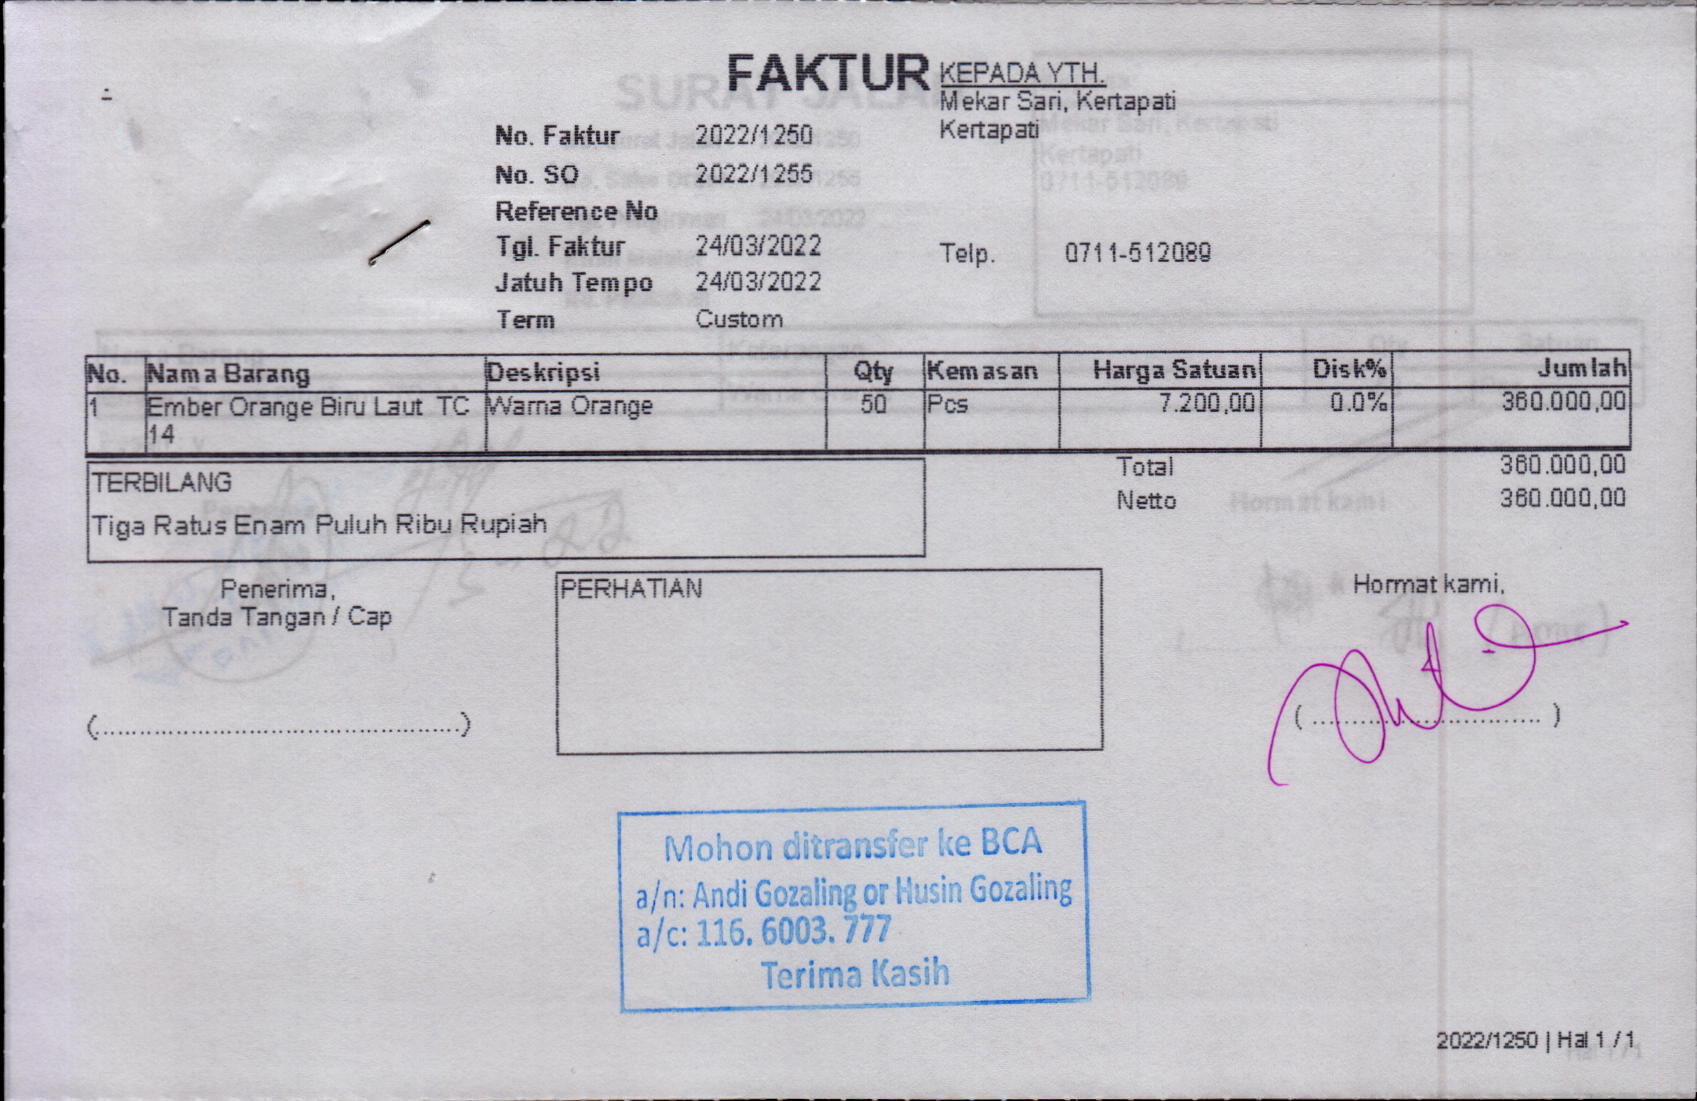 FAKTUR
KEPADA YTH.
Mekar Sari, Kertapati
Kertapati
No. Faktur 2022/1250
No. SO 2022/1255
Reference No
Tgl. Faktur 24/03/2022
Telp. 0711-512089
Jatuh Tempo 24/03/2022
Term Custom
No. Nama Barang Deskripsi Qty Kemasan Harga Satuan Disk% Jumlah
1 Ember Orange Biru Laut TC Warna Orange 50 Pcs 7.200,00 0.0% 360.000,00
14
Total 360.000,00
TERBILANG
Netto 360.000,00
Tiga Ratus Enam Puluh Ribu Rupiah
Penerima,
Tanda Tangan / Cap
PERHATIAN
Hormat kami,
(..............................................)
( ............................. )
Mohon ditransfer ke BCA
a/n: Andi Gozaling or Husin Gozaling
a/c: 116. 6003. 777
Terima Kasih
2022/1250 | Hal 1 / 1